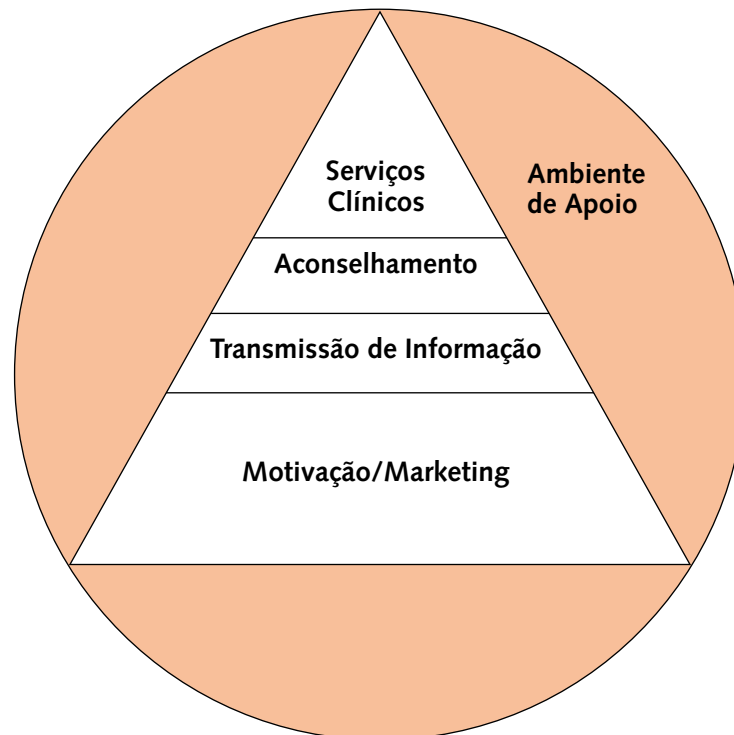 Serviços
Clínicos
Ambiente
de Apoio
Aconselhamento
Transmissão de Informação
Motivação/Marketing